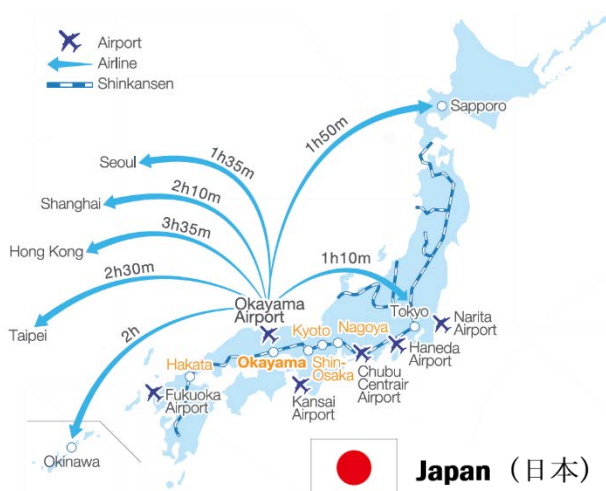 Airport
Airline
Shinkansen
Sapporo
1h50m
Seoul
1h35m
Shanghai
2h10m
Hong Kong
3h35m
2h30m
Taipei
2h
Okinawa
1h10m
Okayama
Airport
Tokyo
Narita
Airport
Haneda
Airport
Kyoto
Nagoya
Hakata
Okayama
Shin-
Osaka
Chubu
Centrair
Airport
Fukuoka
Airport
Kansai
Airport
Japan (日本)